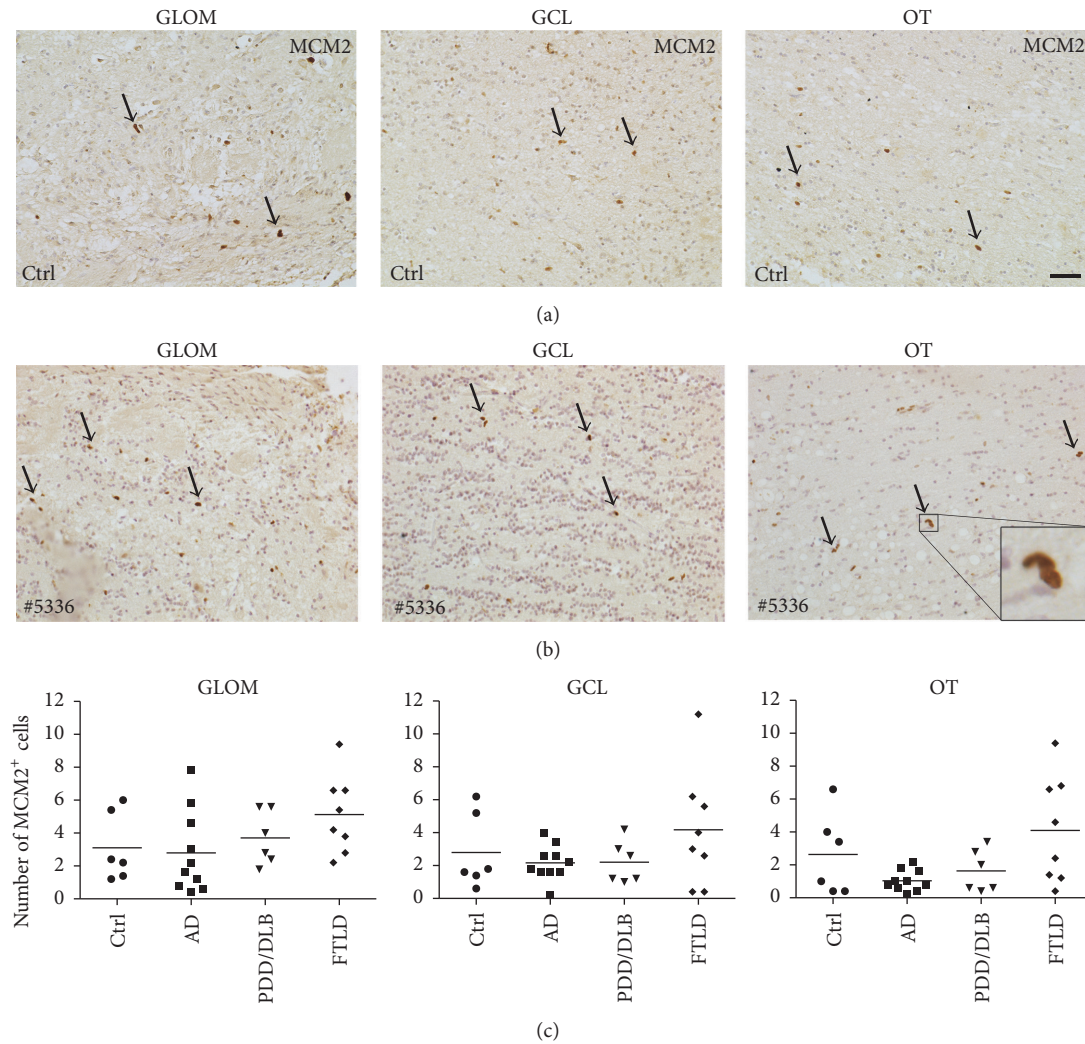 GLOM GCL OT
MCM2 MCM2 MCM2
Ctrl Ctrl Ctrl
(a)
GLOM GCL OT
#5336 #5336 #5336
(b)
GLOM GCL OT
Number of MCM2⁺ cells
12 12 12
10 10 10
8 8 8
6 6 6
4 4 4
2 2 2
0 0 0
Ctrl AD PDD/DLB FTLD Ctrl AD PDD/DLB FTLD Ctrl AD PDD/DLB FTLD
(c)